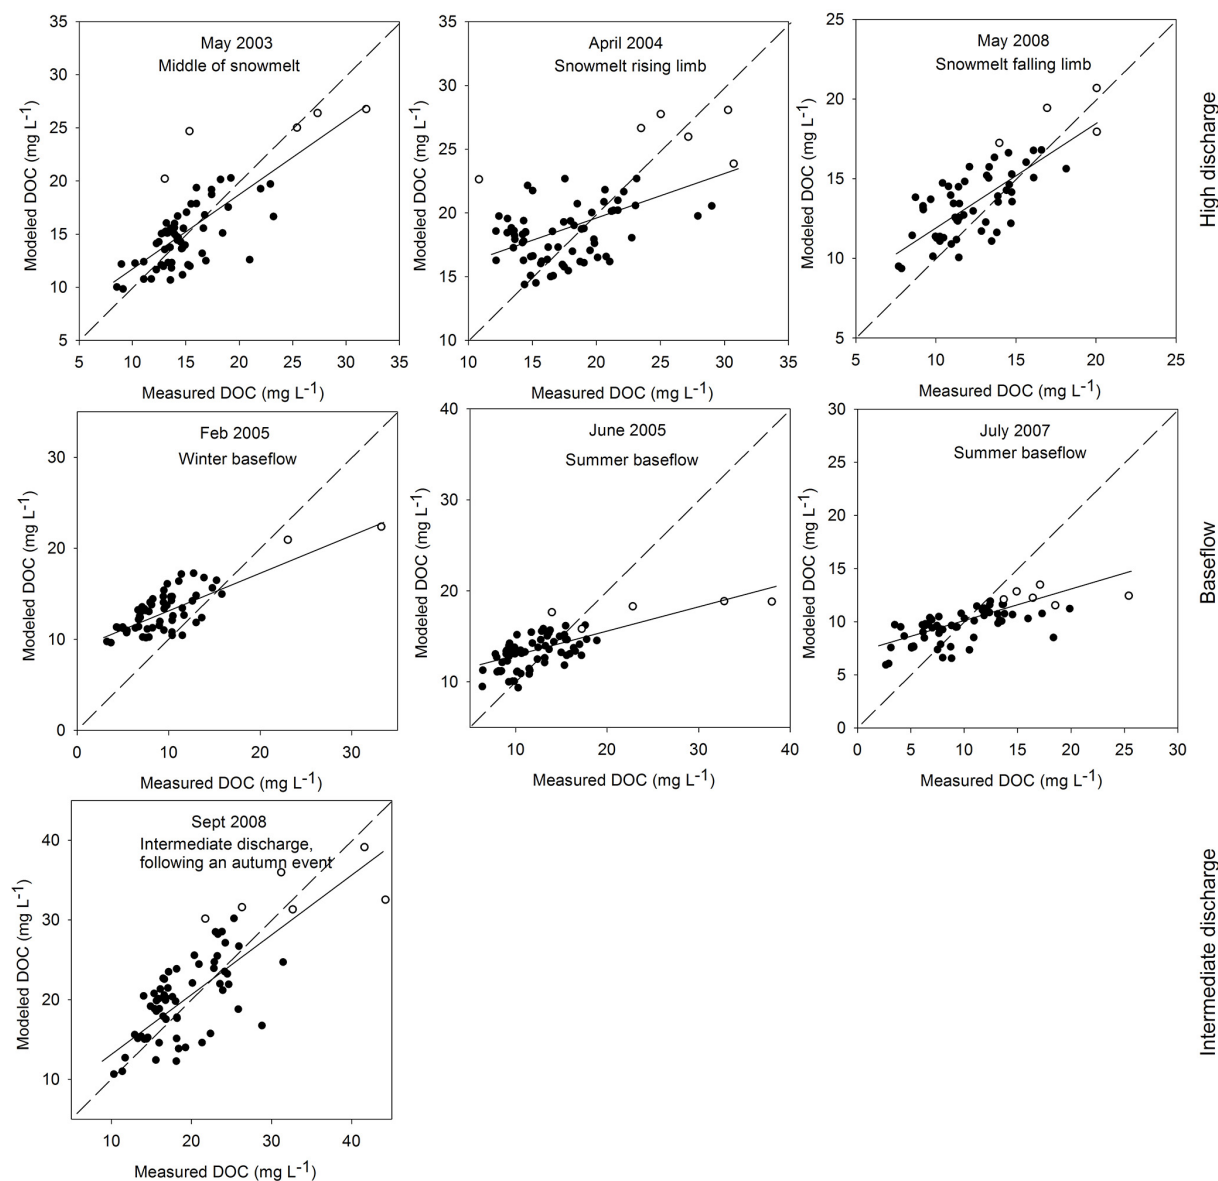 May 2003
Middle of snowmelt
Modeled DOC (mg L-1)
35
30
25
20
15
10
5
5 10 15 20 25 30 35
Measured DOC (mg L-1)
April 2004
Snowmelt rising limb
Modeled DOC (mg L-1)
35
30
25
20
15
10
10 15 20 25 30 35
Measured DOC (mg L-1)
May 2008
Snowmelt falling limb
Modeled DOC (mg L-1)
25
20
15
10
5
5 10 15 20 25
Measured DOC (mg L-1)
High discharge
Feb 2005
Winter baseflow
Modeled DOC (mg L-1)
30
20
10
0
0 10 20 30
Measured DOC (mg L-1)
June 2005
Summer baseflow
Modeled DOC (mg L-1)
40
30
20
10
10 20 30 40
Measured DOC (mg L-1)
July 2007
Summer baseflow
Modeled DOC (mg L-1)
30
25
20
15
10
5
0
0 5 10 15 20 25 30
Measured DOC (mg L-1)
Baseflow
Sept 2008
Intermediate discharge,
following an autumn event
Modeled DOC (mg L-1)
40
30
20
10
10 20 30 40
Measured DOC (mg L-1)
Intermediate discharge